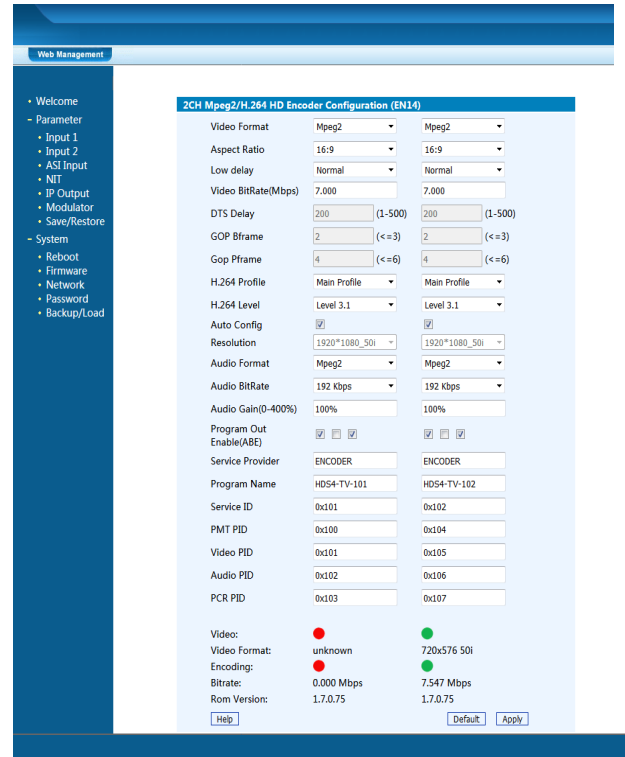 Web Management
• Welcome
– Parameter
• Input 1
• Input 2
• ASI Input
• NIT
• IP Output
• Modulator
• Save/Restore
– System
• Reboot
• Firmware
• Network
• Password
• Backup/Load
2CH Mpeg2/H.264 HD Encoder Configuration (EN14)
Video Format Mpeg2 Mpeg2
Aspect Ratio 16:9 16:9
Low delay Normal Normal
Video BitRate(Mbps) 7.000 7.000
DTS Delay 200 (1-500) 200 (1-500)
GOP Bframe 2 (<=3) 2 (<=3)
Gop Pframe 4 (<=6) 4 (<=6)
H.264 Profile Main Profile Main Profile
H.264 Level Level 3.1 Level 3.1
Auto Config
Resolution 1920*1080_50i 1920*1080_50i
Audio Format Mpeg2 Mpeg2
Audio BitRate 192 Kbps 192 Kbps
Audio Gain(0-400%) 100% 100%
Program Out
Enable(ABE)
Service Provider ENCODER ENCODER
Program Name HDS4-TV-101 HDS4-TV-102
Service ID 0x101 0x102
PMT PID 0x100 0x104
Video PID 0x101 0x105
Audio PID 0x102 0x106
PCR PID 0x103 0x107
Video:
Video Format: unknown 720x576 50i
Encoding:
Bitrate: 0.000 Mbps 7.547 Mbps
Rom Version: 1.7.0.75 1.7.0.75
Help Default Apply